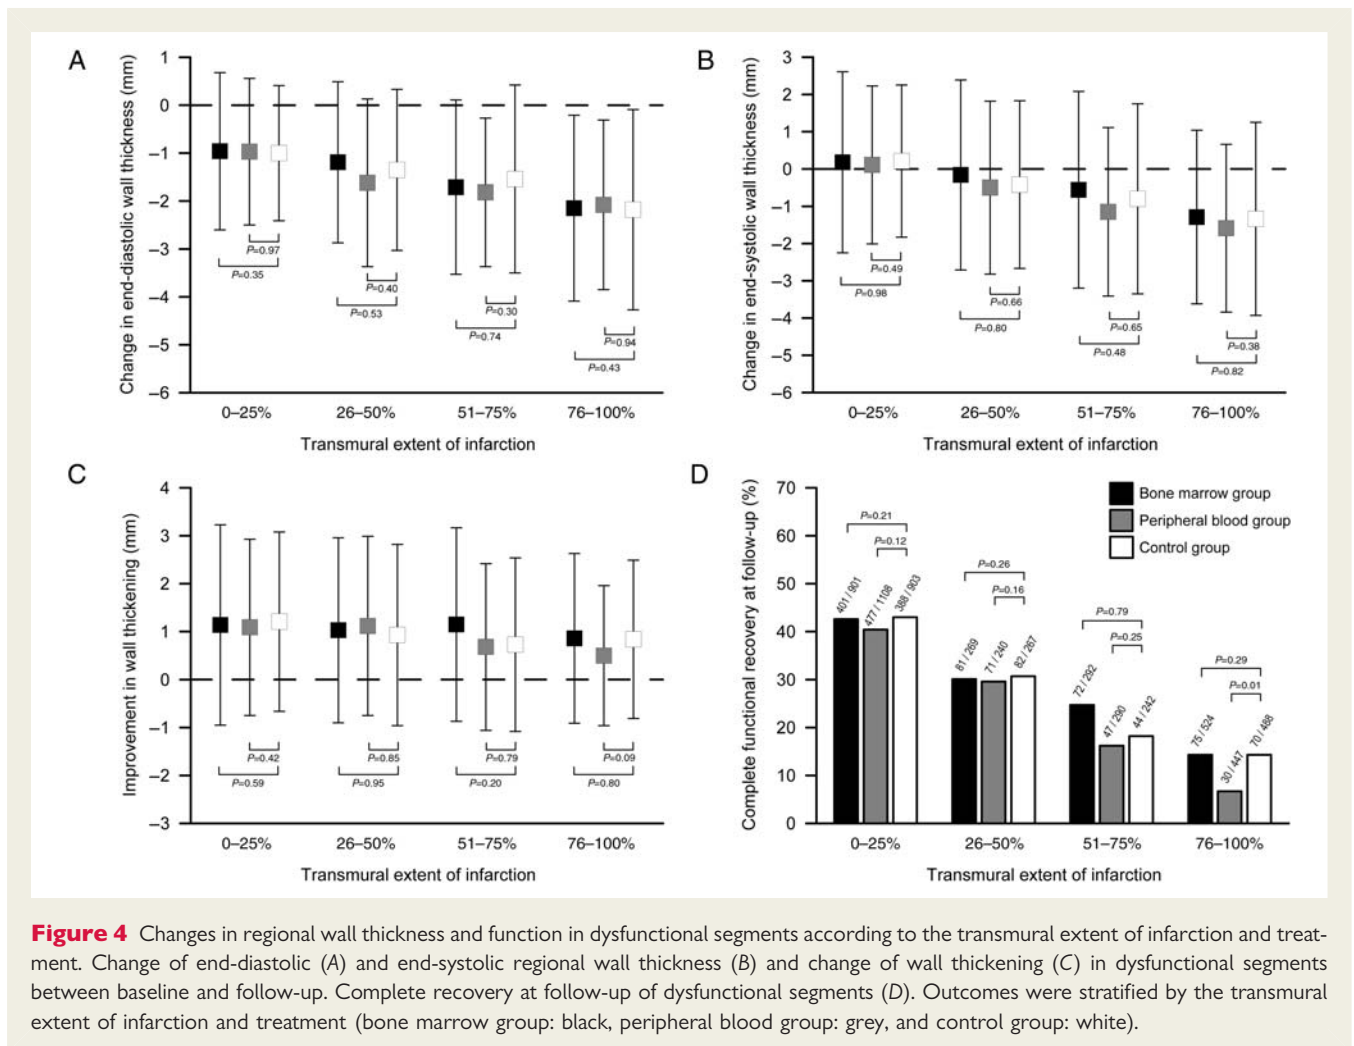 A
1
0
–1
–2
–3
–4
–5
–6
Change in end-diastolic wall thickness (mm)
P=0.97
P=0.35
P=0.40
P=0.53
P=0.30
P=0.74
P=0.94
P=0.43
0–25%
26–50%
51–75%
76–100%
Transmural extent of infarction
B
3
2
1
0
–1
–2
–3
–4
–5
–6
Change in end-systolic wall thickness (mm)
P=0.49
P=0.98
P=0.66
P=0.80
P=0.65
P=0.48
P=0.38
P=0.82
0–25%
26–50%
51–75%
76–100%
Transmural extent of infarction
C
4
3
2
1
0
–1
–2
–3
Improvement in wall thickening (mm)
P=0.42
P=0.59
P=0.85
P=0.95
P=0.79
P=0.20
P=0.09
P=0.80
0–25%
26–50%
51–75%
76–100%
Transmural extent of infarction
D
70
60
50
40
30
20
10
0
Complete functional recovery at follow-up (%)
Bone marrow group
Peripheral blood group
Control group
P=0.21
P=0.12
401 / 901
477 / 1108
388 / 903
P=0.26
P=0.16
81 / 269
71 / 240
82 / 267
P=0.79
P=0.25
72 / 292
47 / 290
44 / 242
P=0.29
P=0.01
75 / 524
30 / 447
70 / 488
0–25%
26–50%
51–75%
76–100%
Transmural extent of infarction
Figure 4 Changes in regional wall thickness and function in dysfunctional segments according to the transmural extent of infarction and treat-
ment. Change of end-diastolic (A) and end-systolic regional wall thickness (B) and change of wall thickening (C) in dysfunctional segments
between baseline and follow-up. Complete recovery at follow-up of dysfunctional segments (D). Outcomes were stratified by the transmural
extent of infarction and treatment (bone marrow group: black, peripheral blood group: grey, and control group: white).